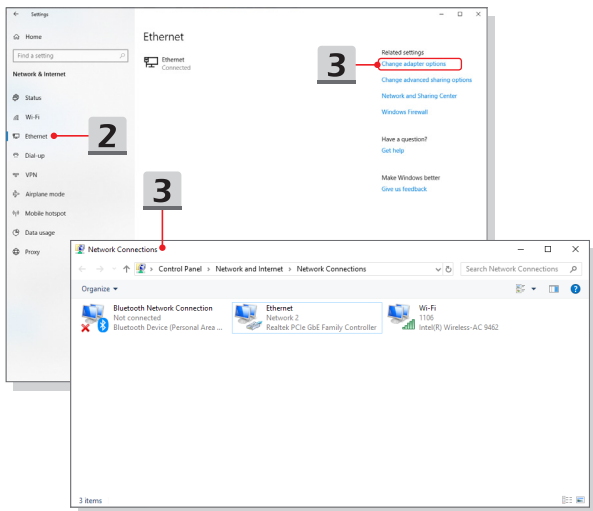 Settings
Home
Find a setting
Network & Internet
Status
Wi-Fi
Ethernet
Dial-up
VPN
Airplane mode
Mobile hotspot
Data usage
Proxy
2
Ethernet
Ethernet
Connected
3
Related settings
Change adapter options
Change advanced sharing options
Network and Sharing Center
Windows Firewall
Have a question?
Get help
Make Windows better
Give us feedback
3
Network Connections
Control Panel › Network and Internet › Network Connections
Search Network Connections
Organize
Bluetooth Network Connection
Not connected
Bluetooth Device (Personal Area ...
Ethernet
Network 2
Realtek PCIe GbE Family Controller
Wi-Fi
1106
Intel(R) Wireless-AC 9462
3 items